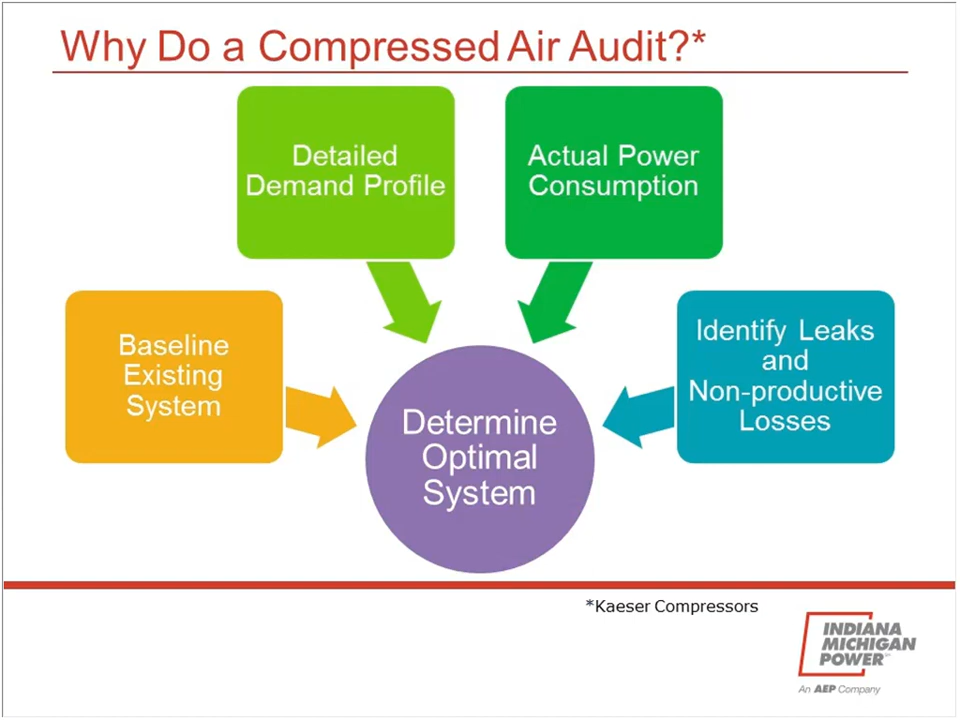 Why Do a Compressed Air Audit?*
Detailed
Demand Profile
Actual Power
Consumption
Baseline
Existing
System
Identify Leaks
and
Non-productive
Losses
Determine
Optimal
System
*Kaeser Compressors
INDIANA
MICHIGAN
POWER
An AEP Company